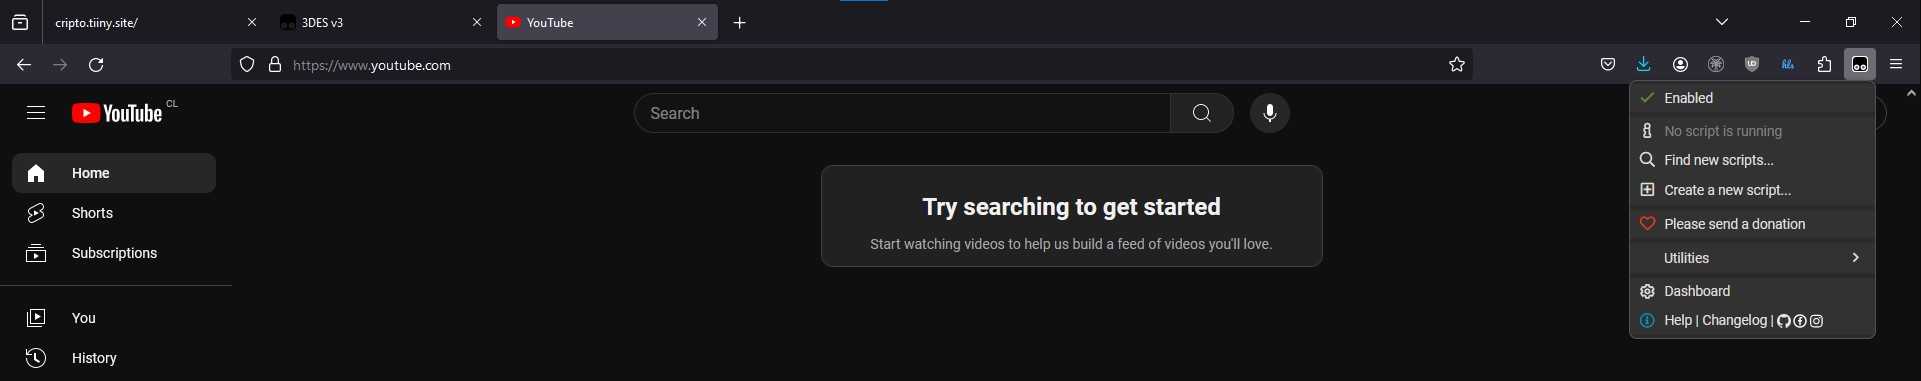 cripto.tiiny.site/
3DES v3
YouTube
https://www.youtube.com
YouTube CL
Search
Home
Shorts
Subscriptions
You
History
Try searching to get started
Start watching videos to help us build a feed of videos you'll love.
Enabled
No script is running
Find new scripts...
Create a new script...
Please send a donation
Utilities
Dashboard
Help | Changelog |